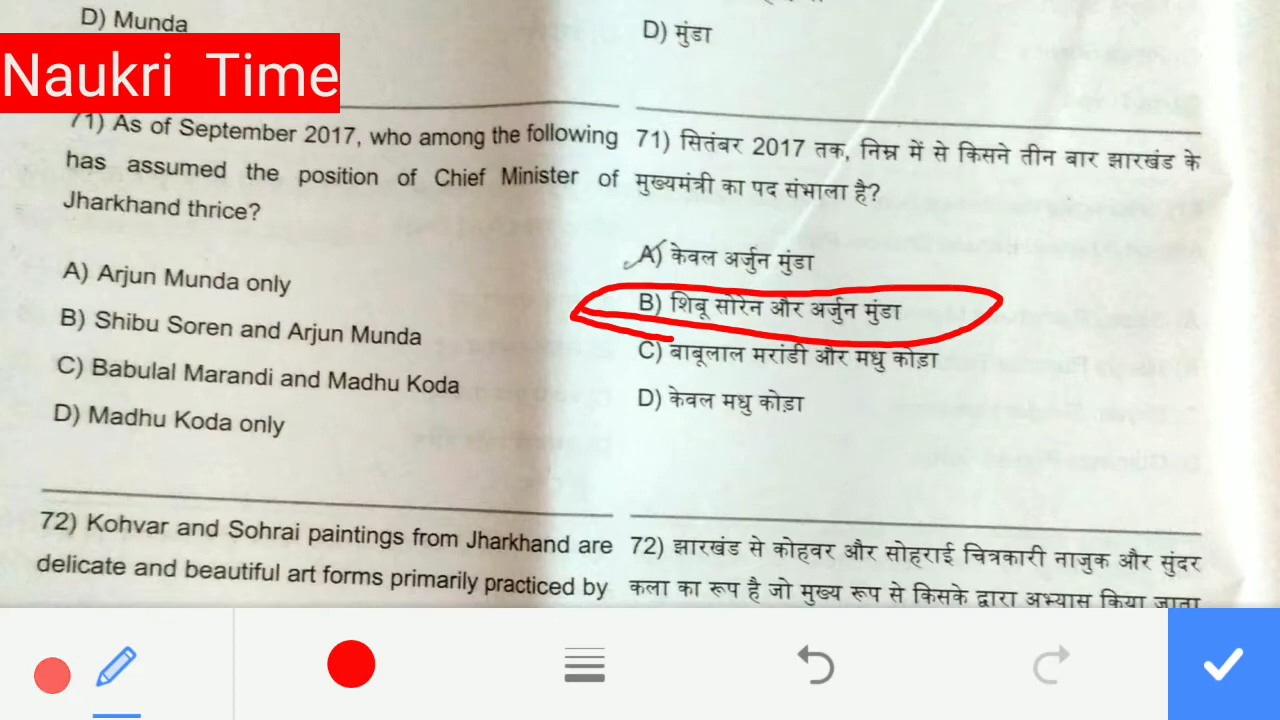 D) Munda
D) मुंडा
Naukri Time
71) As of September 2017, who among the following
has assumed the position of Chief Minister of
Jharkhand thrice?
A) Arjun Munda only
B) Shibu Soren and Arjun Munda
C) Babulal Marandi and Madhu Koda
D) Madhu Koda only
71) सितंबर 2017 तक, निम्न में से किसने तीन बार झारखंड के
मुख्यमंत्री का पद संभाला है?
A) केवल अर्जुन मुंडा
B) शिबू सोरेन और अर्जुन मुंडा
C) बाबूलाल मरांडी और मधु कोड़ा
D) केवल मधु कोड़ा
72) Kohvar and Sohrai paintings from Jharkhand are
delicate and beautiful art forms primarily practiced by
72) झारखंड से कोहवर और सोहराई चित्रकारी नाजुक और सुंदर
कला का रूप है जो मुख्य रूप से किसके द्वारा अभ्यास किया जाता